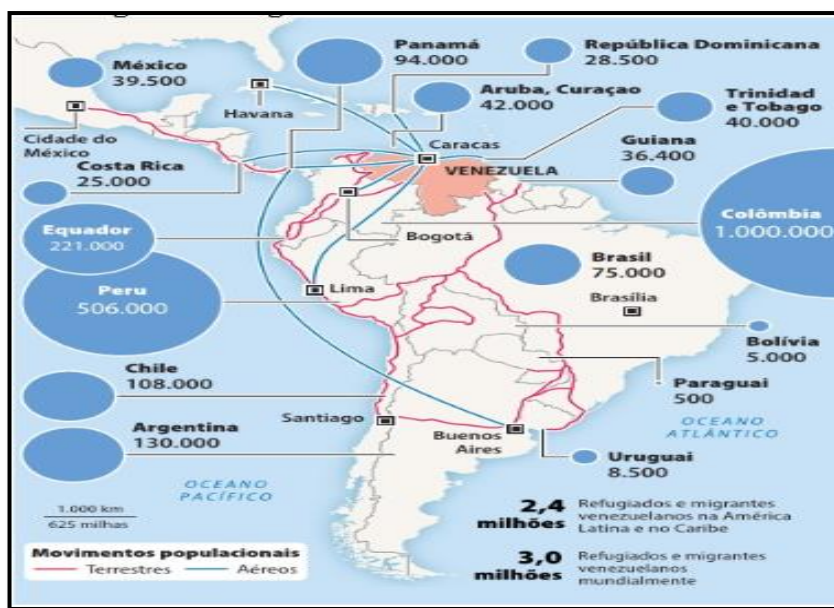 México
39.500
Panamá
94.000
República Dominicana
28.500
Aruba, Curaçao
42.000
Trinidad
e Tobago
40.000
Havana
Cidade do
México
Caracas
Guiana
36.400
Costa Rica
25.000
VENEZUELA
Equador
221.000
Bogotá
Colômbia
1.000.000
Brasil
75.000
Peru
506.000
Lima
Brasília
Bolívia
5.000
Chile
108.000
Paraguai
500
Santiago
Argentina
130.000
Buenos
Aires
OCEANO
ATLÂNTICO
Uruguai
8.500
OCEANO
PACÍFICO
1.000 km
625 milhas
2,4
milhões
Refugiados e migrantes
venezuelanos na América
Latina e no Caribe
Movimentos populacionais
Terrestres
Aéreos
3,0
milhões
Refugiados e migrantes
venezuelanos
mundialmente